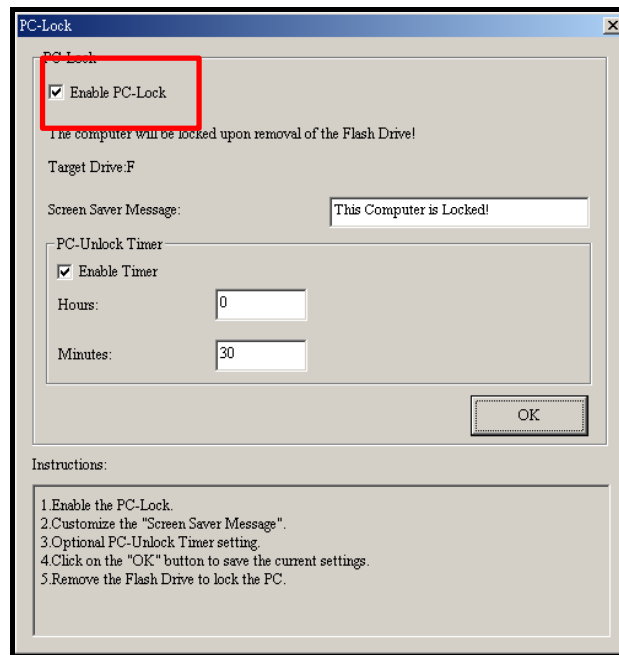 PC-Lock
PC-Lock
Enable PC-Lock
The computer will be locked upon removal of the Flash Drive!
Target Drive:F
Screen Saver Message:
This Computer is Locked!
PC-Unlock Timer
Enable Timer
Hours:
0
Minutes:
30
OK
Instructions:
1.Enable the PC-Lock.
2.Customize the "Screen Saver Message".
3.Optional PC-Unlock Timer setting.
4.Click on the "OK" button to save the current settings.
5.Remove the Flash Drive to lock the PC.